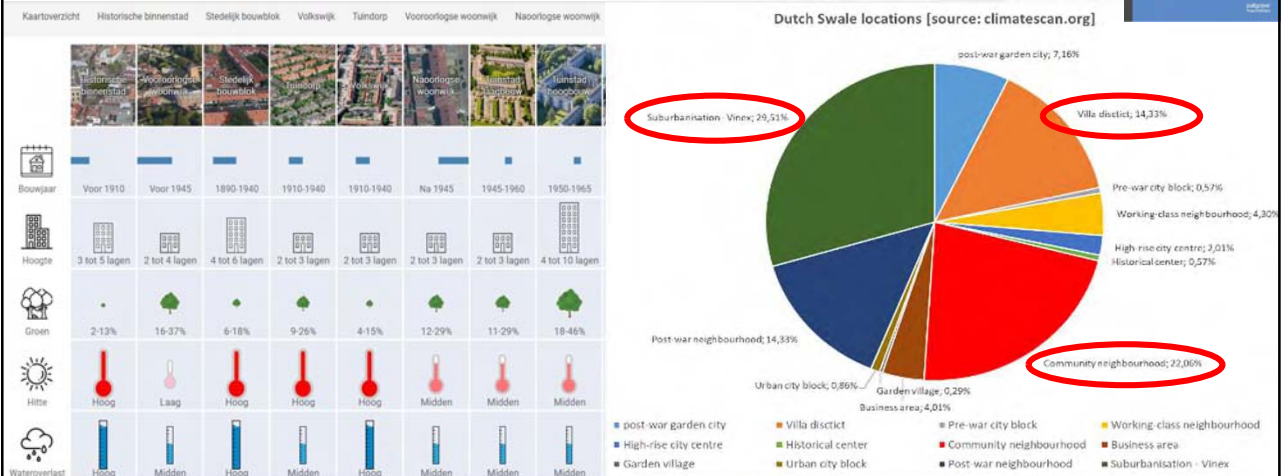 Kaartoverzicht Historische binnenstad Stedelijk bouwblok Volkswijk Tuindorp Vooroorlogse woonwijk Naoorlogse woonwijk
Historische binnenstad
Vooroorlogse woonwijk
Stedelijk bouwblok
Tuindorp
Volkswijk
Naoorlogse woonwijk
Tuinstad laagbouw
Tuinstad hoogbouw
Bouwjaar Voor 1910 Voor 1945 1890-1940 1910-1940 1910-1940 Na 1945 1945-1960 1950-1965
Hoogte 3 tot 5 lagen 2 tot 4 lagen 4 tot 6 lagen 2 tot 3 lagen 2 tot 3 lagen 2 tot 3 lagen 2 tot 3 lagen 4 tot 10 lagen
Groen 2-13% 16-37% 6-18% 9-26% 4-15% 12-29% 11-29% 18-46%
Hitte Hoog Laag Hoog Hoog Hoog Midden Midden Midden
Wateroverlast Hoog Midden Hoog Midden Hoog Midden Midden Midden
Dutch Swale locations [source: climatescan.org]
post-war garden city; 7,16%
Suburbanisation - Vinex; 29,51%
Villa disctict; 14,33%
Pre-war city block; 0,57%
Working-class neighbourhood; 4,30%
High-rise city centre; 2,01%
Historical center; 0,57%
Post-war neighbourhood; 14,33%
Community neighbourhood; 22,06%
Urban city block; 0,86%
Garden village; 0,29%
Business area; 4,01%
post-war garden city Villa disctict Pre-war city block Working-class neighbourhood
High-rise city centre Historical center Community neighbourhood Business area
Garden village Urban city block Post-war neighbourhood Suburbanisation - Vinex